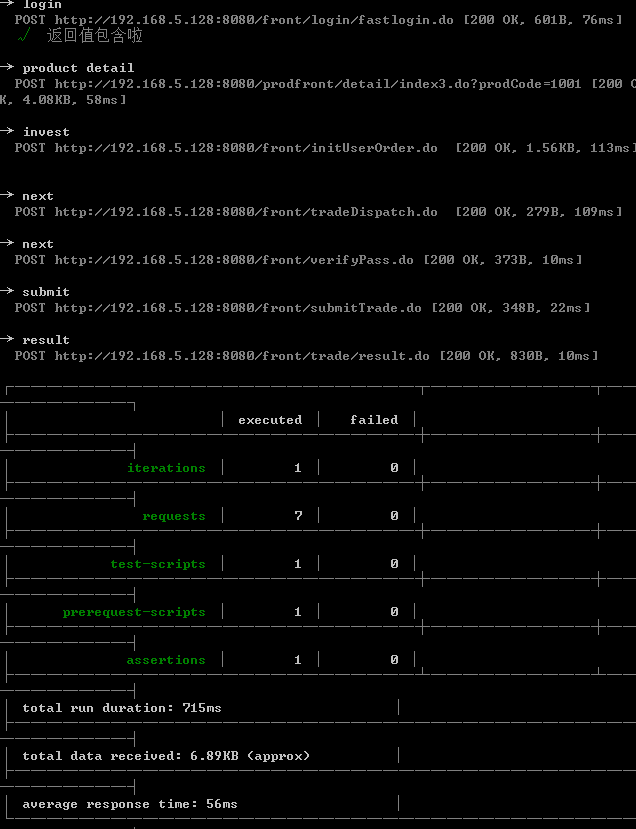 → login
POST http://192.168.5.128:8080/front/login/fastlogin.do [200 OK, 601B, 76ms]
√ 返回值包含啦
→ product detail
POST http://192.168.5.128:8080/prodfront/detail/index3.do?prodCode=1001 [200 O
K, 4.08KB, 58ms]
→ invest
POST http://192.168.5.128:8080/front/initUserOrder.do [200 OK, 1.56KB, 113ms]
→ next
POST http://192.168.5.128:8080/front/tradeDispatch.do [200 OK, 279B, 109ms]
→ next
POST http://192.168.5.128:8080/front/verifyPass.do [200 OK, 373B, 10ms]
→ submit
POST http://192.168.5.128:8080/front/submitTrade.do [200 OK, 348B, 22ms]
→ result
POST http://192.168.5.128:8080/front/trade/result.do [200 OK, 830B, 10ms]
executed failed
iterations 1 0
requests 7 0
test-scripts 1 0
prerequest-scripts 1 0
assertions 1 0
total run duration: 715ms
total data received: 6.89KB (approx)
average response time: 56ms